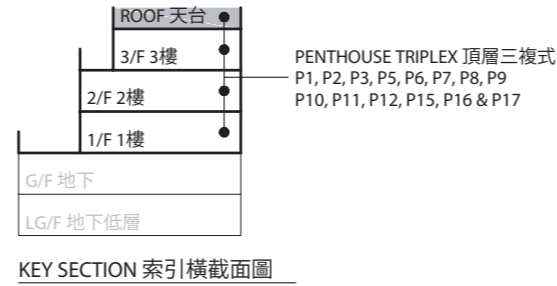 ROOF 天台
3/F 3樓
2/F 2樓
1/F 1樓
G/F 地下
LG/F 地下低層
PENTHOUSE TRIPLEX 頂層三複式
P1, P2, P3, P5, P6, P7, P8, P9
P10, P11, P12, P15, P16 & P17
KEY SECTION 索引橫截面圖